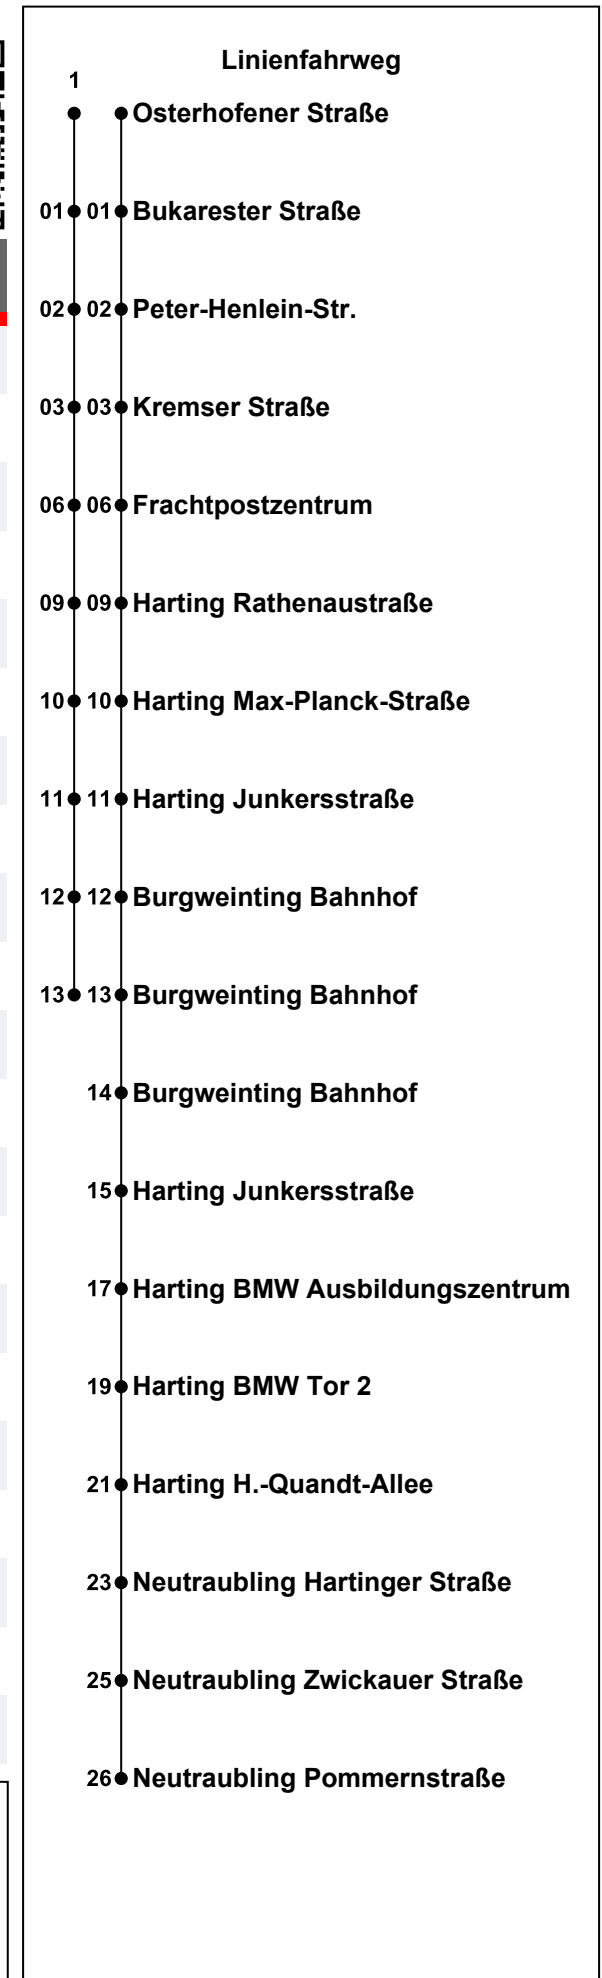 Linienfahrweg
1
Osterhofener Straße
01 01 Bukarester Straße
02 02 Peter-Henlein-Str.
03 03 Kremser Straße
06 06 Frachtpostzentrum
09 09 Harting Rathenaustraße
10 10 Harting Max-Planck-Straße
11 11 Harting Junkersstraße
12 12 Burgweinting Bahnhof
13 13 Burgweinting Bahnhof
14 Burgweinting Bahnhof
15 Harting Junkersstraße
17 Harting BMW Ausbildungszentrum
19 Harting BMW Tor 2
21 Harting H.-Quandt-Allee
23 Neutraubling Hartinger Straße
25 Neutraubling Zwickauer Straße
26 Neutraubling Pommernstraße